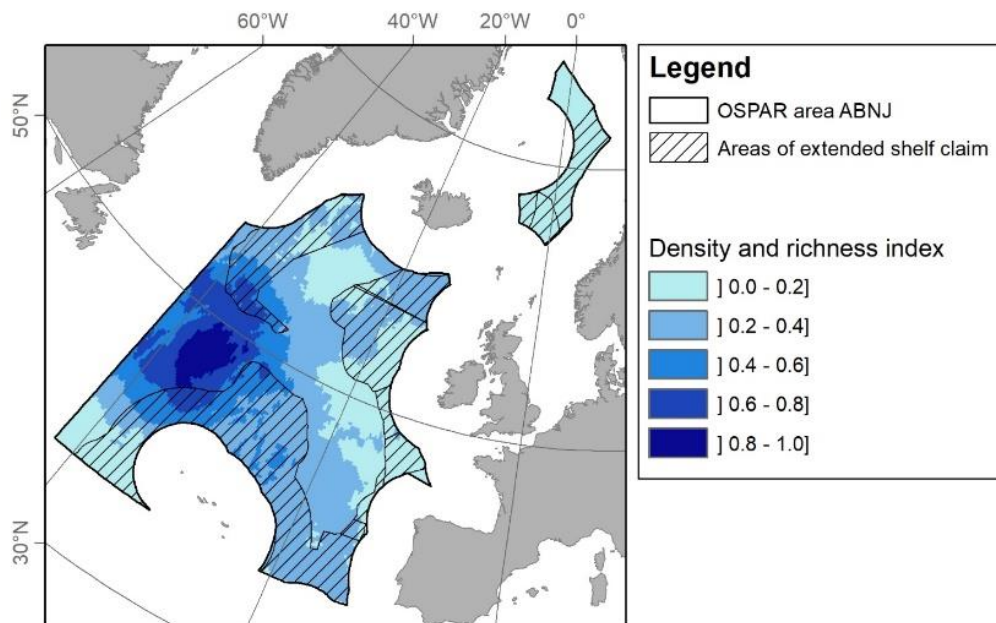 60°W
40°W
20°W
0°
50°N
30°N
Legend
OSPAR area ABNJ
Areas of extended shelf claim
Density and richness index
] 0.0 - 0.2]
] 0.2 - 0.4]
] 0.4 - 0.6]
] 0.6 - 0.8]
] 0.8 - 1.0]